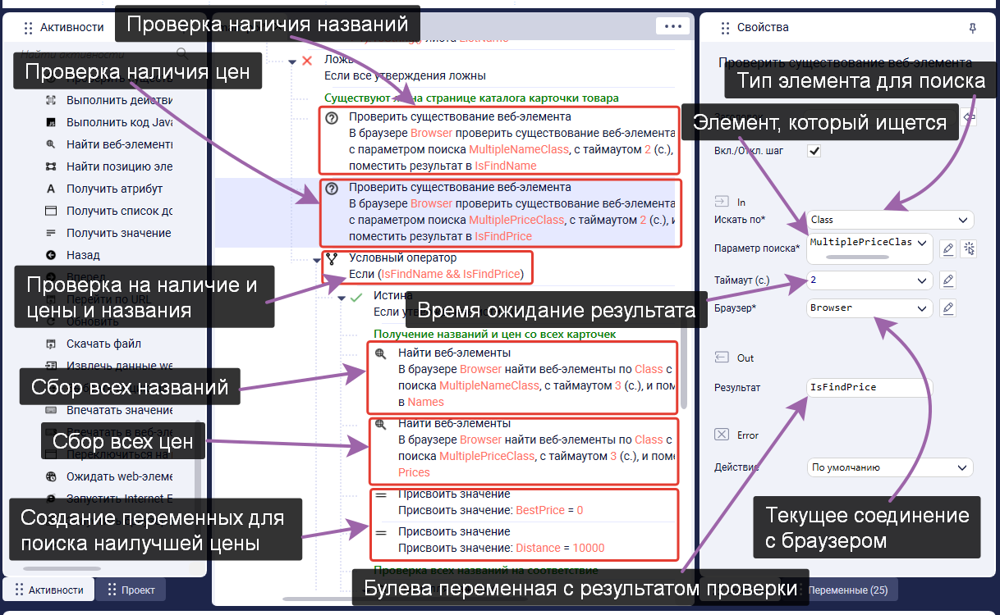 Активности
Проверка наличия названий
Найти активности
Проверка наличия цен
Выполнить действи
Выполнить код Java
Найти веб-элементы
Найти позицию эле
Получить атрибут
Получить список до
Получить значение
Назад
Вперед
Проверка на наличие и
цены и названия
Перейти по URL
Обновить
Скачать файл
Извлечь данные we
Сбор всех названий
Впечатать значение
Впечатать в веб-эле
Сбор всех цен
Переключиться на
Ожидать web-элеме
Запустить Internet E
Создание переменных для
поиска наилучшей цены
Активности
Проект
листа ListName
Ложь
Если все утверждения ложны
Существуют на странице каталога карточки товара
Проверить существование веб-элемента
В браузере Browser проверить существование веб-элемента
с параметром поиска MultipleNameClass, с таймаутом 2 (с.),
поместить результат в IsFindName
Проверить существование веб-элемента
В браузере Browser проверить существование веб-элемента
с параметром поиска MultiplePriceClass, с таймаутом 2 (с.), и
поместить результат в IsFindPrice
Условный оператор
Если (IsFindName && IsFindPrice)
Истина
Если ут
Время ожидание результата
Получение названий и цен со всех карточек
Найти веб-элементы
В браузере Browser найти веб-элементы по Class с
поиска MultipleNameClass, с таймаутом 3 (с.), и пом
в Names
Найти веб-элементы
В браузере Browser найти веб-элементы по Class с
поиска MultiplePriceClass, с таймаутом 3 (с.), и поме
Prices
Присвоить значение
Присвоить значение: BestPrice = 0
Присвоить значение
Присвоить значение: Distance = 10000
Проверка всех названий на соответствие
Булева переменная с результатом проверки
Свойства
Проверить существование веб-элемента
Тип элемента для поиска
Элемент, который ищется
Вкл./Откл. шаг
In
Искать по*
Class
Параметр поиска*
MultiplePriceClas
Таймаут (с.)
2
Браузер*
Browser
Out
Результат
IsFindPrice
Error
Действие
По умолчанию
Текущее соединение
с браузером
Переменные (25)